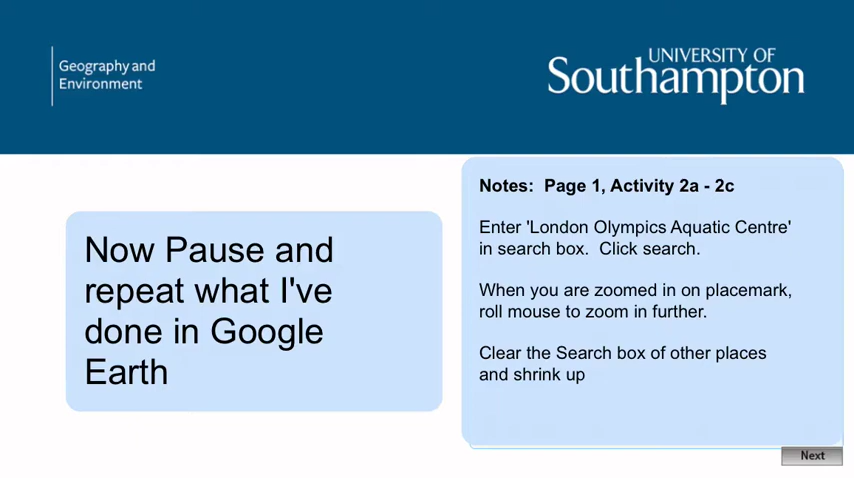 Geography and
Environment
UNIVERSITY OF
Southampton
Now Pause and
repeat what I've
done in Google
Earth
Notes:  Page 1, Activity 2a - 2c
Enter 'London Olympics Aquatic Centre'
in search box.  Click search.
When you are zoomed in on placemark,
roll mouse to zoom in further.
Clear the Search box of other places
and shrink up
Next